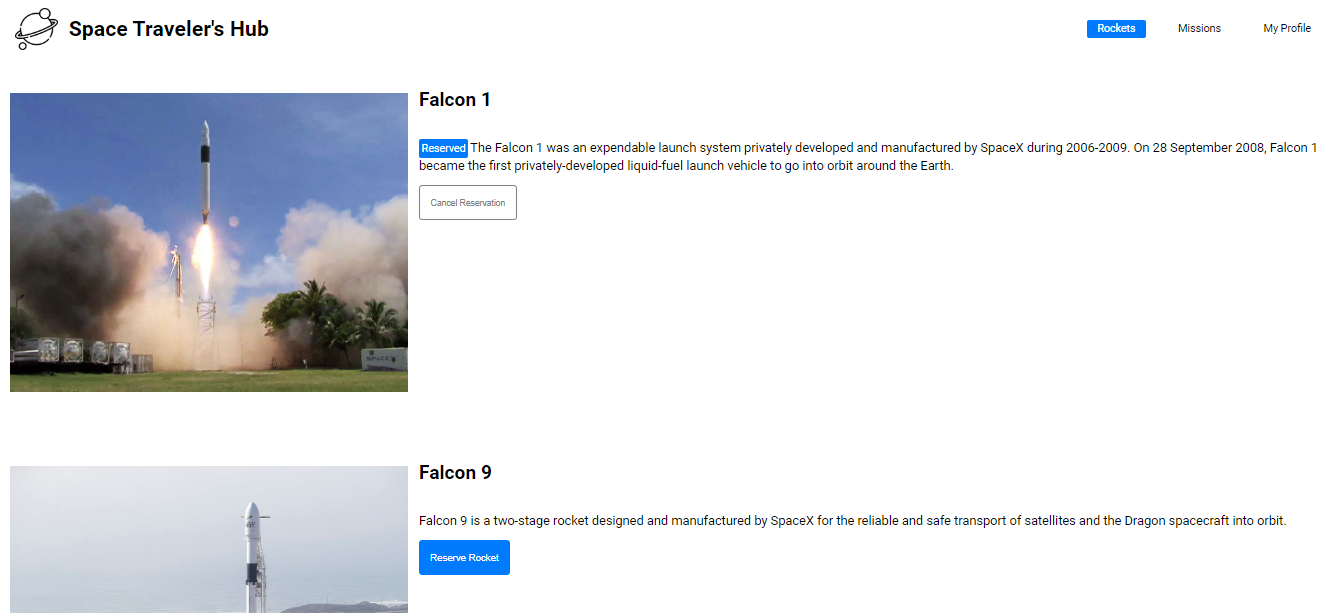 Space Traveler's Hub
Rockets
Missions
My Profile
Falcon 1
Reserved The Falcon 1 was an expendable launch system privately developed and manufactured by SpaceX during 2006-2009. On 28 September 2008, Falcon 1
became the first privately-developed liquid-fuel launch vehicle to go into orbit around the Earth.
Cancel Reservation
SPACEX
Falcon 9
Falcon 9 is a two-stage rocket designed and manufactured by SpaceX for the reliable and safe transport of satellites and the Dragon spacecraft into orbit.
Reserve Rocket